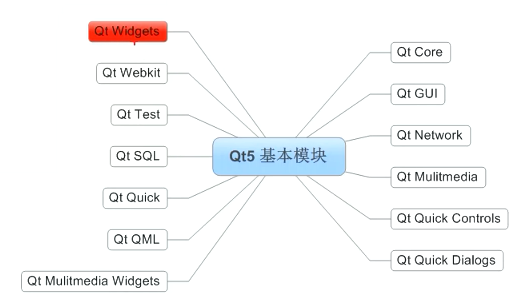 Qt5 基本模块
Qt Widgets
Qt Webkit
Qt Test
Qt SQL
Qt Quick
Qt QML
Qt Mulitmedia Widgets
Qt Core
Qt GUI
Qt Network
Qt Mulitmedia
Qt Quick Controls
Qt Quick Dialogs